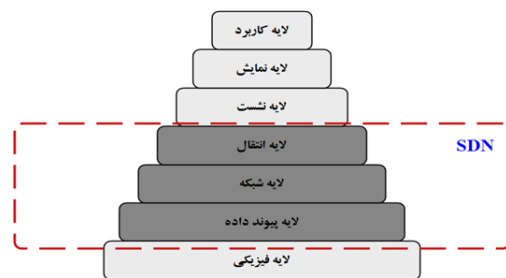 لایه کاربرد
لایه نمایش
لایه نشست
لایه انتقال
SDN
لایه شبکه
لایه پیوند داده
لایه فیزیکی